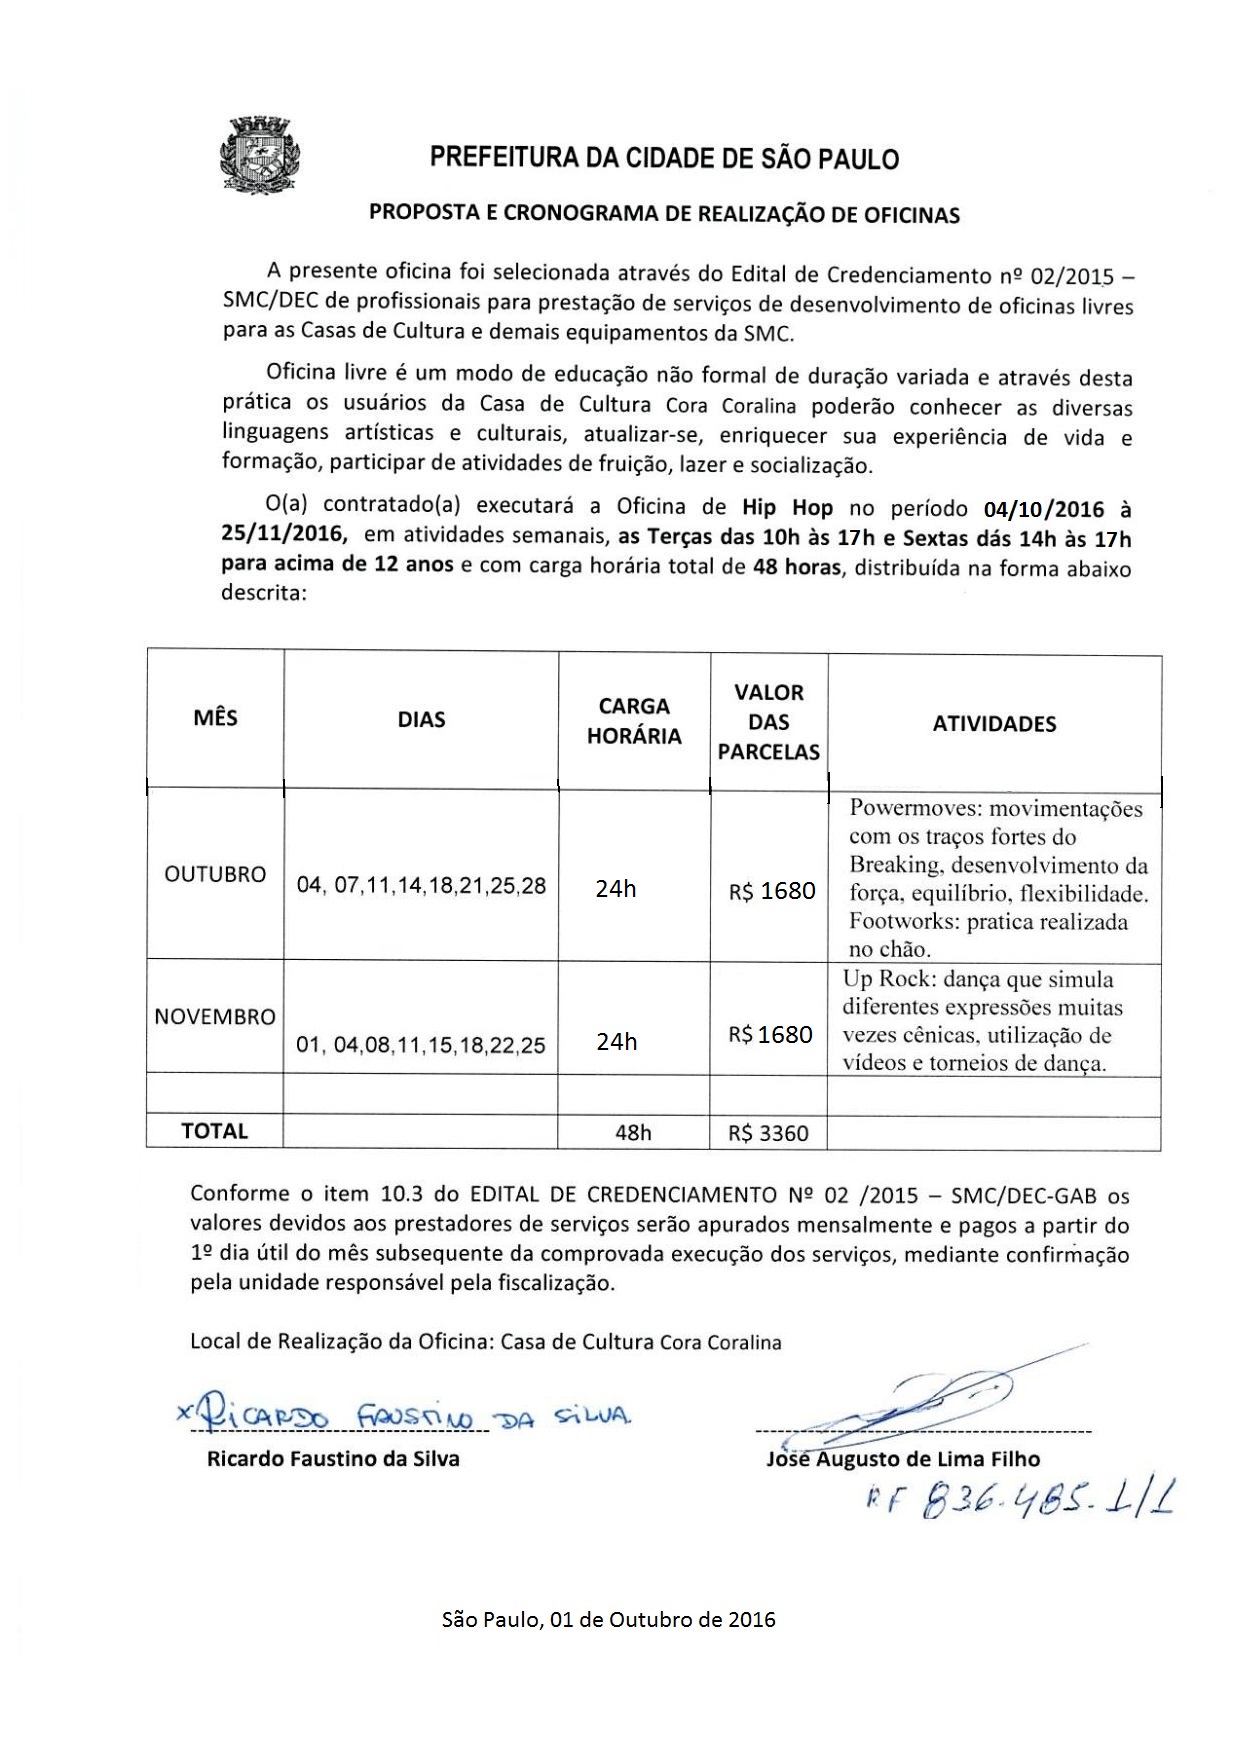 PREFEITURA DA CIDADE DE SÃO PAULO
PROPOSTA E CRONOGRAMA DE REALIZAÇÃO DE OFICINAS
A presente oficina foi selecionada através do Edital de Credenciamento nº 02/2015 –
SMC/DEC de profissionais para prestação de serviços de desenvolvimento de oficinas livres
para as Casas de Cultura e demais equipamentos da SMC.
Oficina livre é um modo de educação não formal de duração variada e através desta
prática os usuários da Casa de Cultura Cora Coralina poderão conhecer as diversas
linguagens artísticas e culturais, atualizar-se, enriquecer sua experiência de vida e
formação, participar de atividades de fruição, lazer e socialização.
O(a) contratado(a) executará a Oficina de Hip Hop no período 04/10/2016 à
25/11/2016, em atividades semanais, as Terças das 10h às 17h e Sextas dás 14h às 17h
para acima de 12 anos e com carga horária total de 48 horas, distribuída na forma abaixo
descrita:
MÊS DIAS CARGA HORÁRIA VALOR DAS PARCELAS ATIVIDADES
OUTUBRO 04, 07,11,14,18,21,25,28 24h R$ 1680
Powermoves: movimentações
com os traços fortes do
Breaking, desenvolvimento da
força, equilíbrio, flexibilidade.
Footworks: pratica realizada
no chão.
NOVEMBRO 01, 04,08,11,15,18,22,25 24h R$ 1680
Up Rock: dança que simula
diferentes expressões muitas
vezes cênicas, utilização de
vídeos e torneios de dança.
TOTAL 48h R$ 3360
Conforme o item 10.3 do EDITAL DE CREDENCIAMENTO Nº 02 /2015 – SMC/DEC-GAB os
valores devidos aos prestadores de serviços serão apurados mensalmente e pagos a partir do
1º dia útil do mês subsequente da comprovada execução dos serviços, mediante confirmação
pela unidade responsável pela fiscalização.
Local de Realização da Oficina: Casa de Cultura Cora Coralina
x RICARDO FAUSTINO DA SILVA
Ricardo Faustino da Silva
José Augusto de Lima Filho
RF 836.485.1/1
São Paulo, 01 de Outubro de 2016